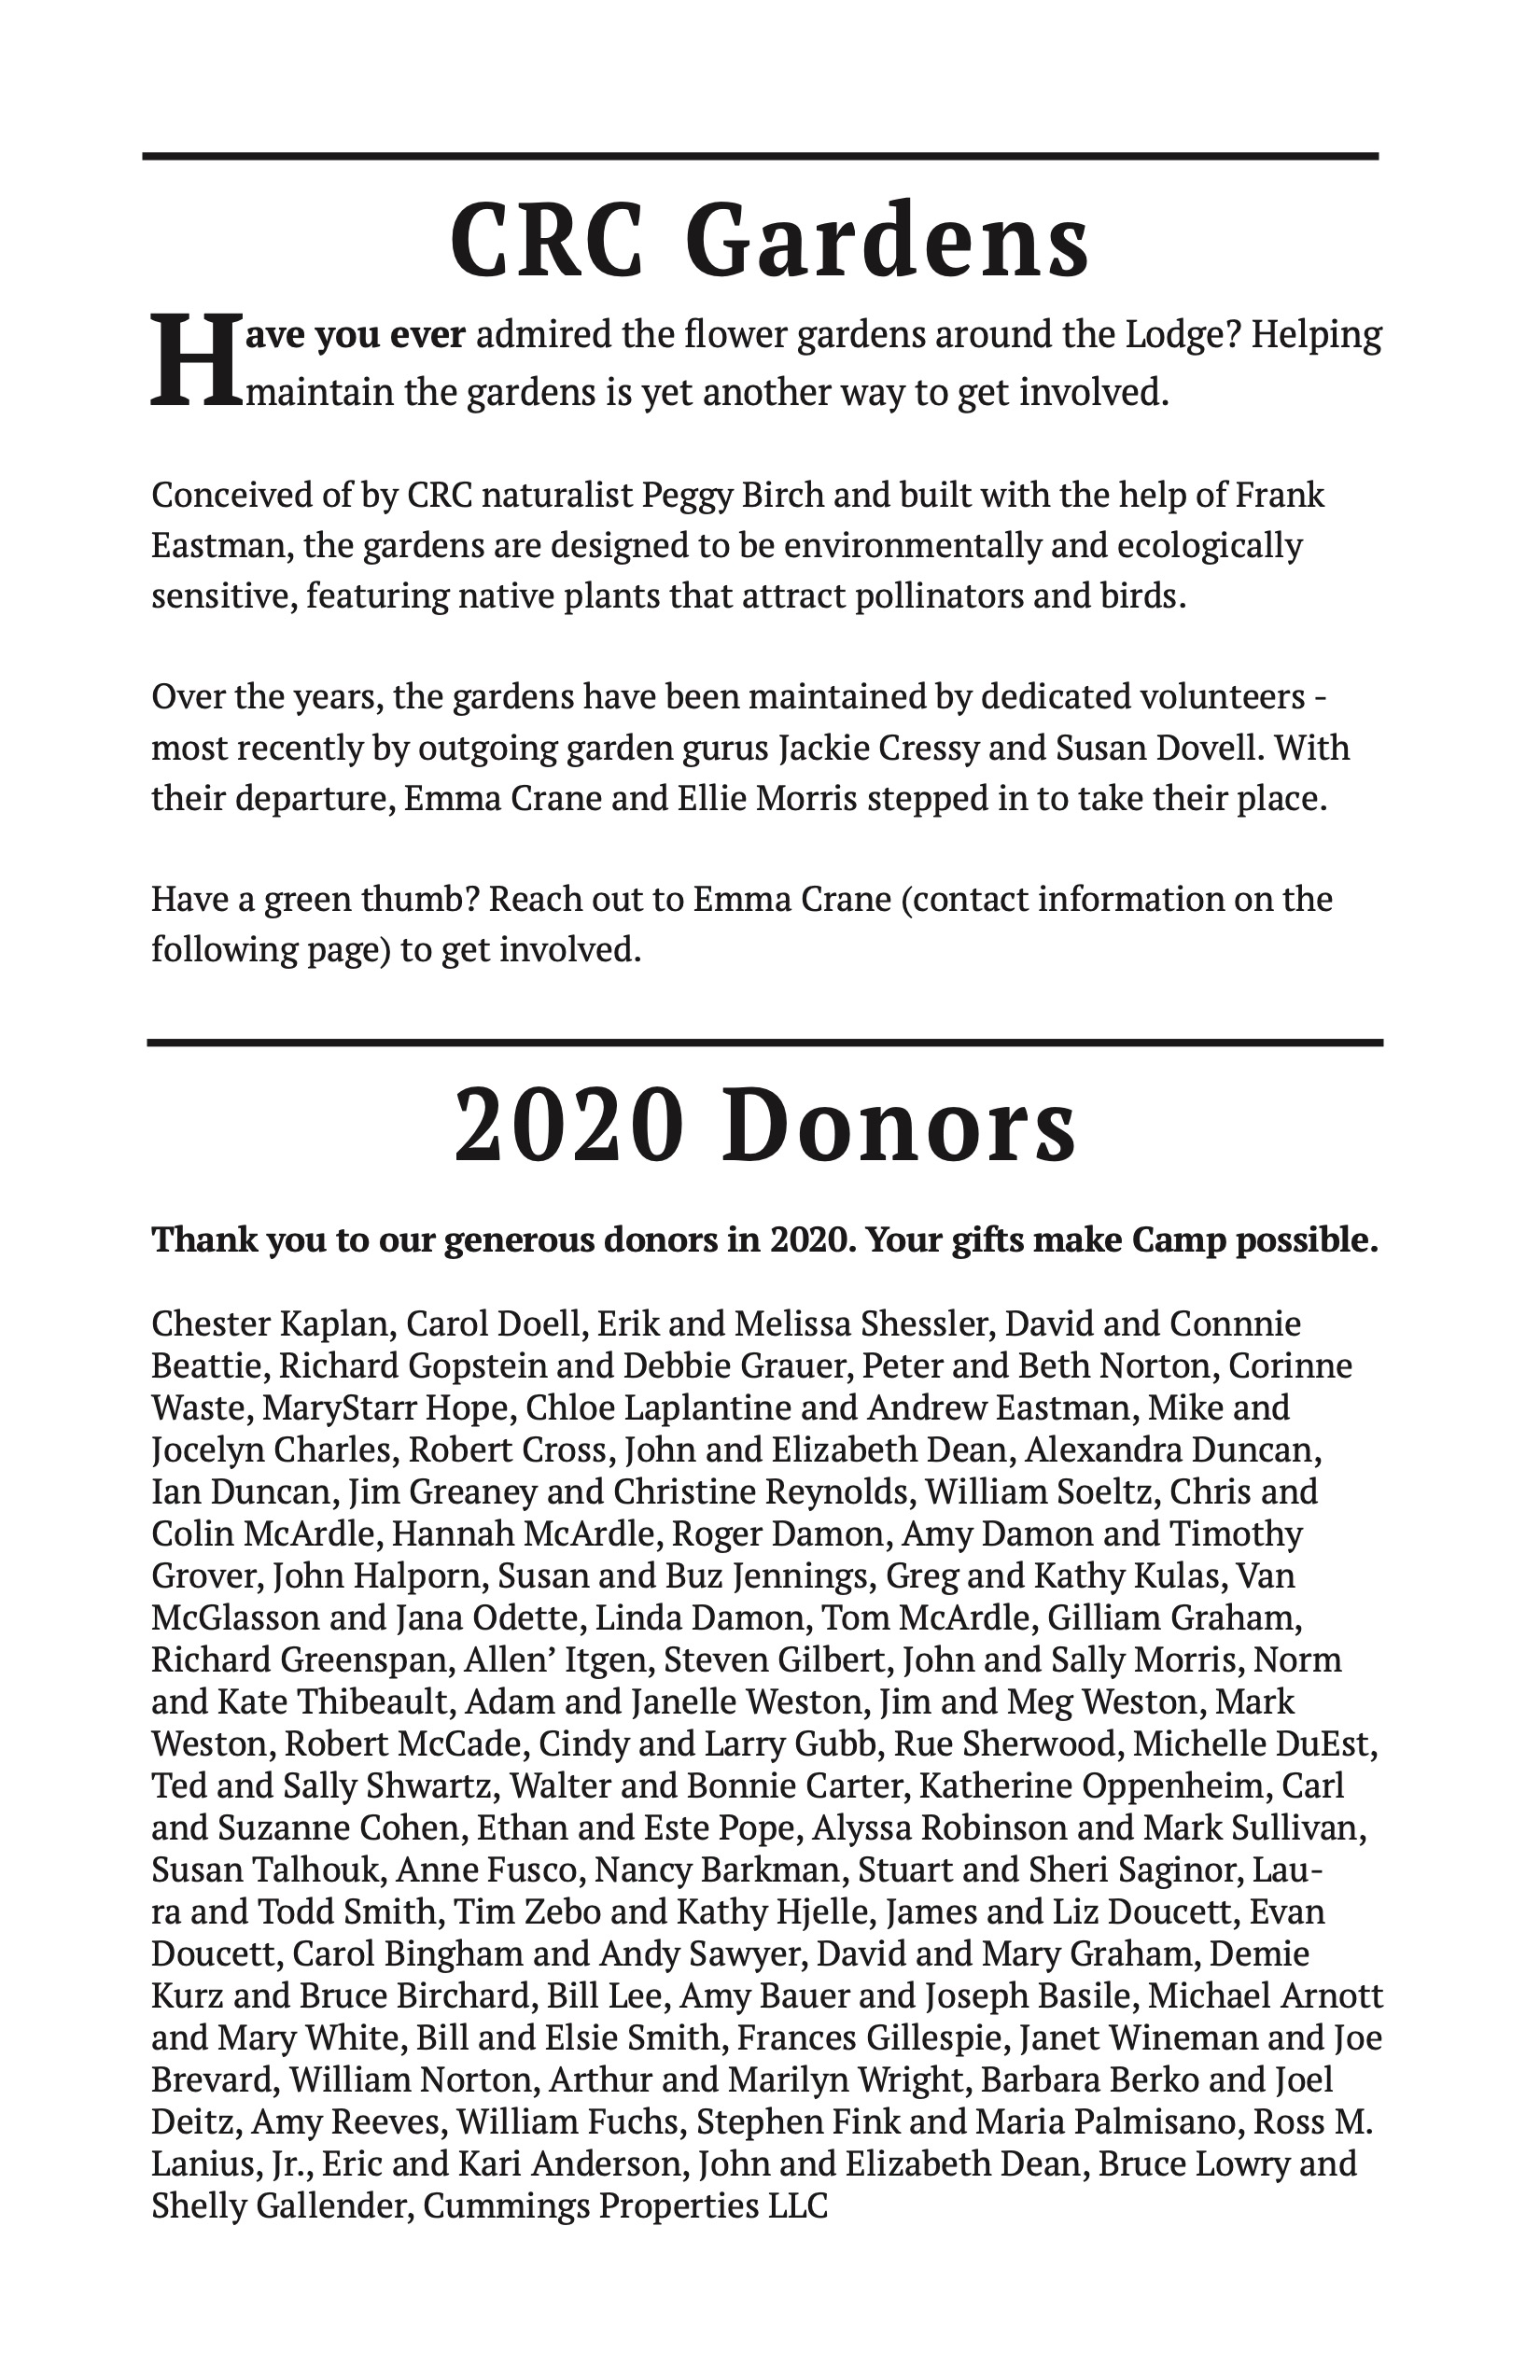 CRC Gardens
Have you ever admired the flower gardens around the Lodge? Helping
maintain the gardens is yet another way to get involved.
Conceived of by CRC naturalist Peggy Birch and built with the help of Frank
Eastman, the gardens are designed to be environmentally and ecologically
sensitive, featuring native plants that attract pollinators and birds.
Over the years, the gardens have been maintained by dedicated volunteers -
most recently by outgoing garden gurus Jackie Cressy and Susan Dovell. With
their departure, Emma Crane and Ellie Morris stepped in to take their place.
Have a green thumb? Reach out to Emma Crane (contact information on the
following page) to get involved.
2020 Donors
Thank you to our generous donors in 2020. Your gifts make Camp possible.
Chester Kaplan, Carol Doell, Erik and Melissa Shessler, David and Connnie
Beattie, Richard Gopstein and Debbie Grauer, Peter and Beth Norton, Corinne
Waste, MaryStarr Hope, Chloe Laplantine and Andrew Eastman, Mike and
Jocelyn Charles, Robert Cross, John and Elizabeth Dean, Alexandra Duncan,
Ian Duncan, Jim Greaney and Christine Reynolds, William Soeltz, Chris and
Colin McArdle, Hannah McArdle, Roger Damon, Amy Damon and Timothy
Grover, John Halporn, Susan and Buz Jennings, Greg and Kathy Kulas, Van
McGlasson and Jana Odette, Linda Damon, Tom McArdle, Gilliam Graham,
Richard Greenspan, Allen’ Itgen, Steven Gilbert, John and Sally Morris, Norm
and Kate Thibeault, Adam and Janelle Weston, Jim and Meg Weston, Mark
Weston, Robert McCade, Cindy and Larry Gubb, Rue Sherwood, Michelle DuEst,
Ted and Sally Shwartz, Walter and Bonnie Carter, Katherine Oppenheim, Carl
and Suzanne Cohen, Ethan and Este Pope, Alyssa Robinson and Mark Sullivan,
Susan Talhouk, Anne Fusco, Nancy Barkman, Stuart and Sheri Saginor, Lau-
ra and Todd Smith, Tim Zebo and Kathy Hjelle, James and Liz Doucett, Evan
Doucett, Carol Bingham and Andy Sawyer, David and Mary Graham, Demie
Kurz and Bruce Birchard, Bill Lee, Amy Bauer and Joseph Basile, Michael Arnott
and Mary White, Bill and Elsie Smith, Frances Gillespie, Janet Wineman and Joe
Brevard, William Norton, Arthur and Marilyn Wright, Barbara Berko and Joel
Deitz, Amy Reeves, William Fuchs, Stephen Fink and Maria Palmisano, Ross M.
Lanius, Jr., Eric and Kari Anderson, John and Elizabeth Dean, Bruce Lowry and
Shelly Gallender, Cummings Properties LLC